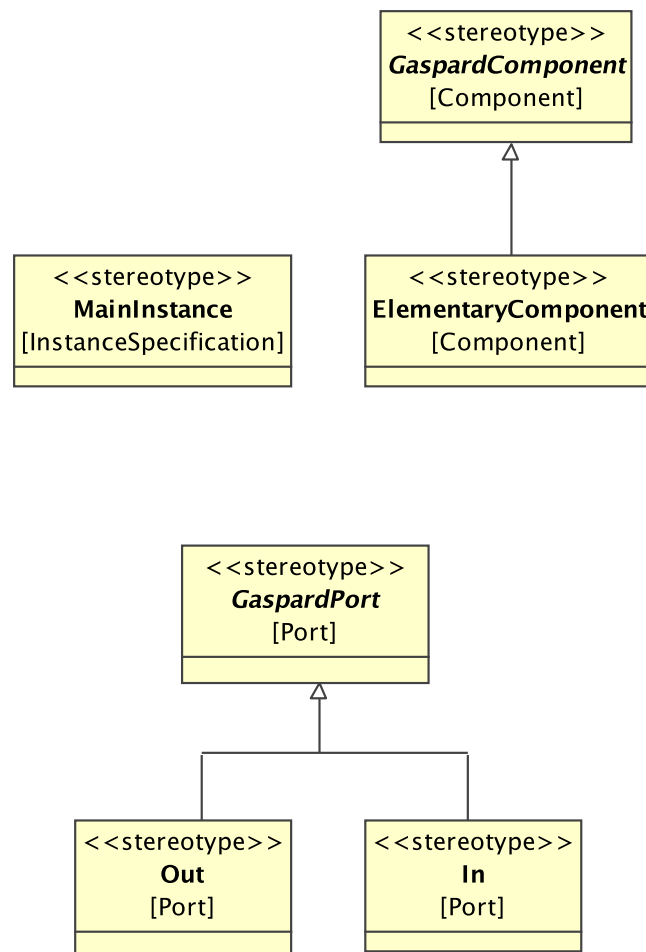 <<stereotype>>
GaspardComponent
[Component]
<<stereotype>>
MainInstance
[InstanceSpecification]
<<stereotype>>
ElementaryComponent
[Component]
<<stereotype>>
GaspardPort
[Port]
<<stereotype>>
Out
[Port]
<<stereotype>>
In
[Port]